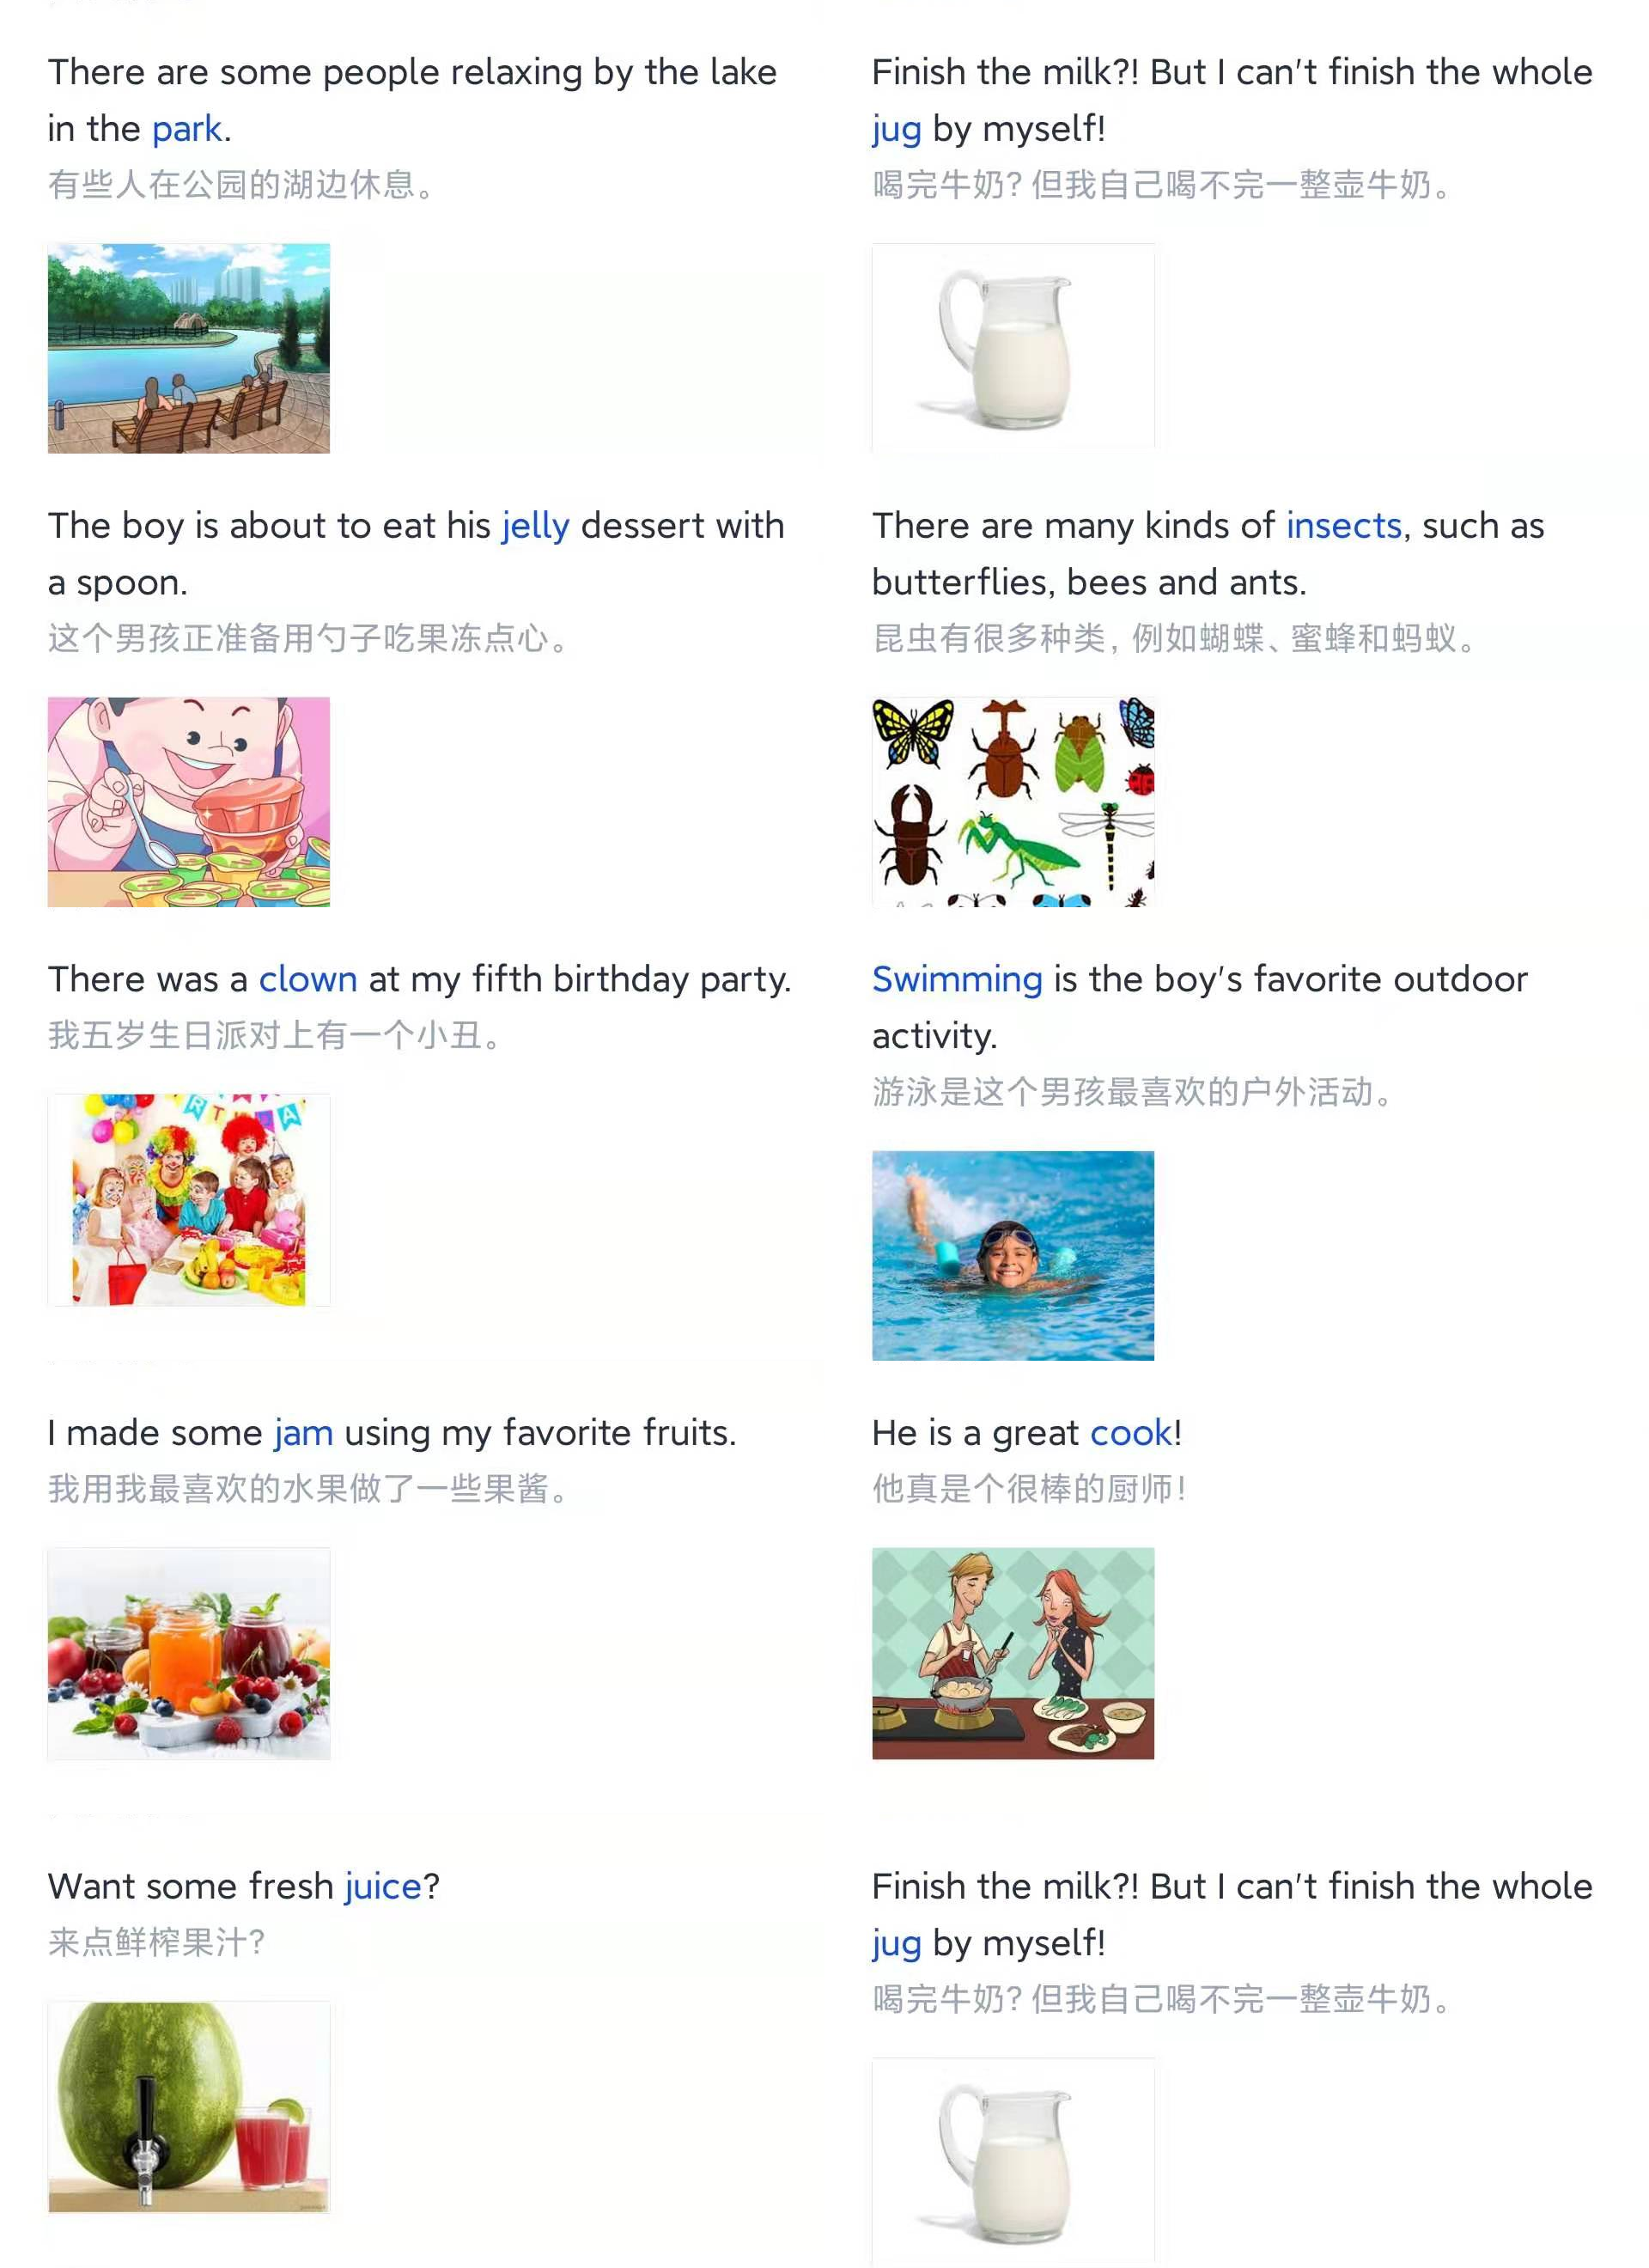 There are some people relaxing by the lake
in the park.
有些人在公园的湖边休息。
Finish the milk?! But I can't finish the whole
jug by myself!
喝完牛奶？但我自己喝不完一整壶牛奶。
The boy is about to eat his jelly dessert with
a spoon.
这个男孩正准备用勺子吃果冻点心。
There are many kinds of insects, such as
butterflies, bees and ants.
昆虫有很多种类，例如蝴蝶、蜜蜂和蚂蚁。
There was a clown at my fifth birthday party.
我五岁生日派对上有一个小丑。
Swimming is the boy's favorite outdoor
activity.
游泳是这个男孩最喜欢的户外活动。
I made some jam using my favorite fruits.
我用我最喜欢的水果做了一些果酱。
He is a great cook!
他真是个很棒的厨师！
Want some fresh juice?
来点鲜榨果汁？
Finish the milk?! But I can't finish the whole
jug by myself!
喝完牛奶？但我自己喝不完一整壶牛奶。